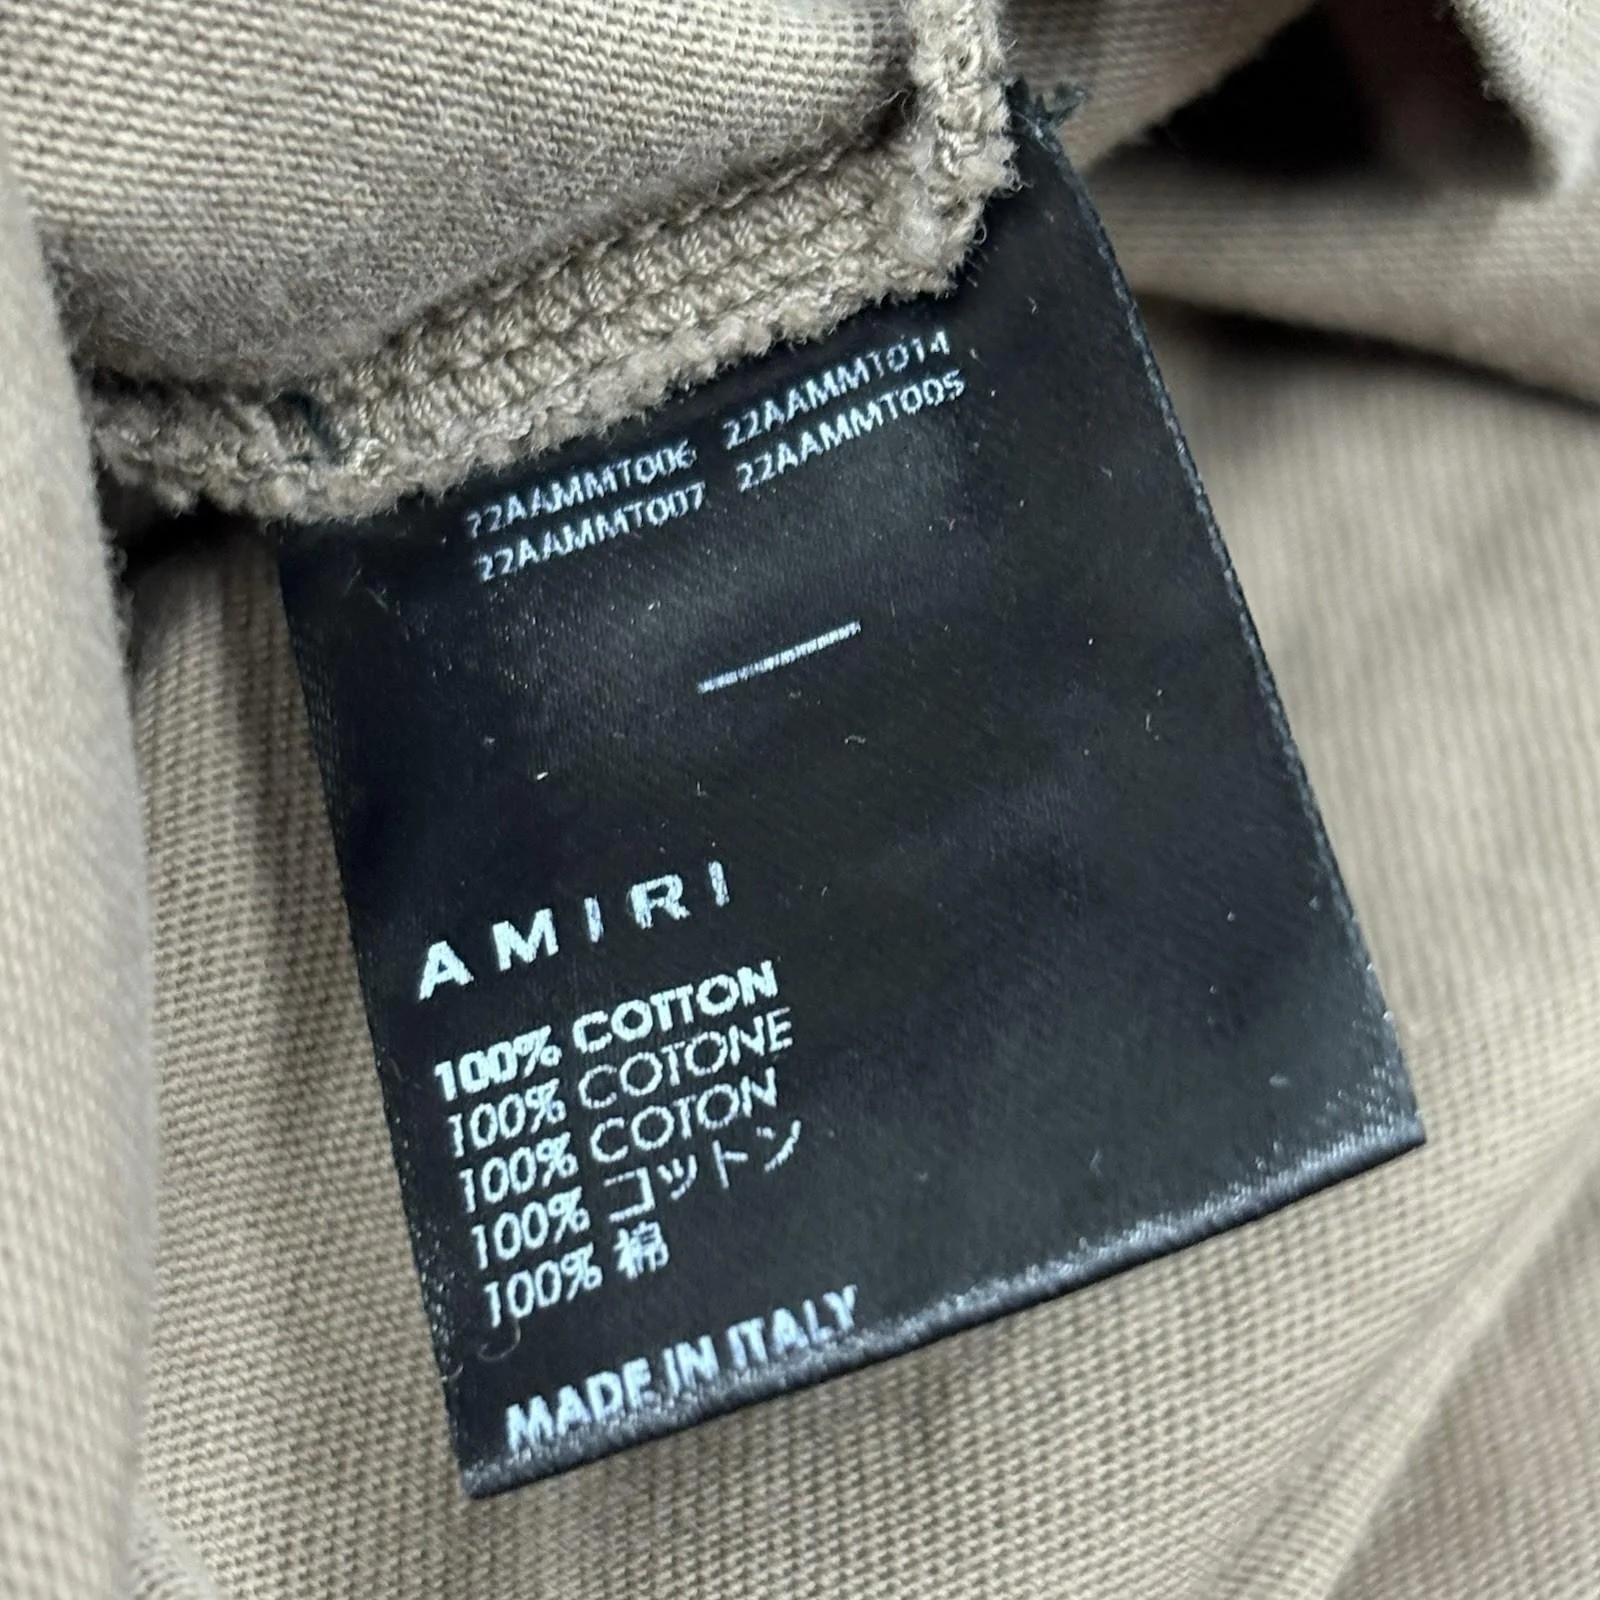 22AAMMT006 22AAMMT014
22AAMMT007 22AAMMT005
AMIRI
100% COTTON
100% COTONE
100% COTON
100% コットン
100% 棉
MADE IN ITALY